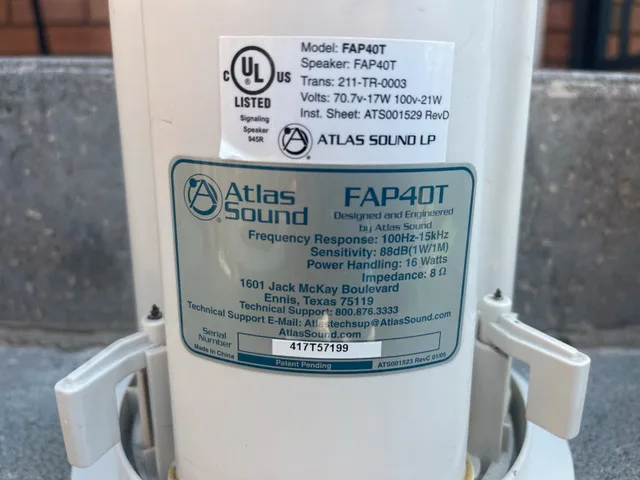 Model: FAP40T
Speaker: FAP40T
Trans: 211-TR-0003
Volts: 70.7v-17W 100v-21W
Inst. Sheet: ATS001529 RevD
C UL US
LISTED
Signaling
Speaker
945R
ATLAS SOUND LP
Atlas
Sound
FAP40T
Designed and Engineered
by Atlas Sound
Frequency Response: 100Hz-15kHz
Sensitivity: 88dB(1W/1M)
Power Handling: 16 Watts
Impedance: 8 Ω
1601 Jack McKay Boulevard
Ennis, Texas 75119
Technical Support: 800.876.3333
Technical Support E-Mail: Atlastechsup@AtlasSound.com
AtlasSound.com
Serial
Number
417T57199
Made in China
Patent Pending
ATS001523 RevC 01/05